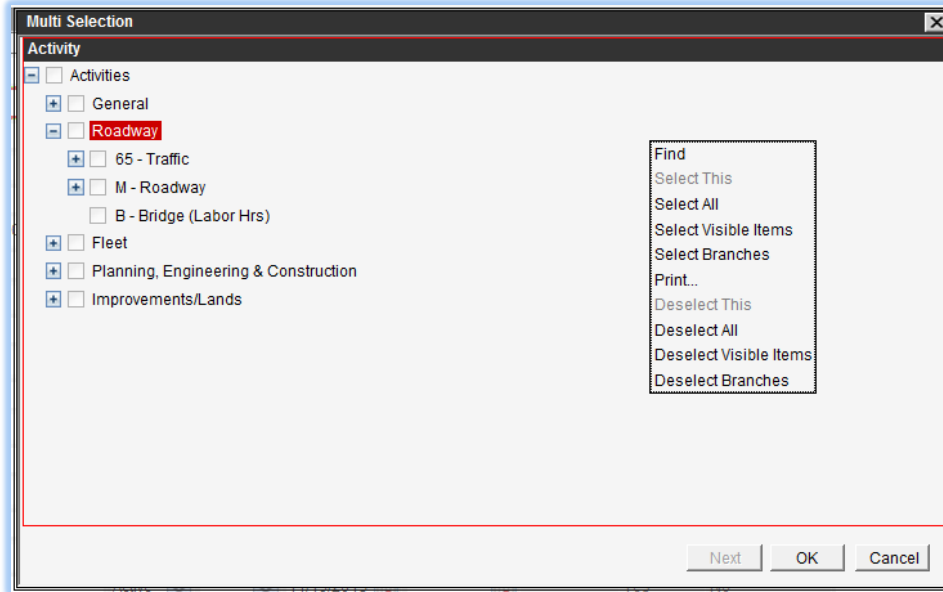 Multi Selection
Activity
Activities
General
Roadway
65 - Traffic
M - Roadway
B - Bridge (Labor Hrs)
Fleet
Planning, Engineering & Construction
Improvements/Lands
Find
Select This
Select All
Select Visible Items
Select Branches
Print...
Deselect This
Deselect All
Deselect Visible Items
Deselect Branches
Next OK Cancel